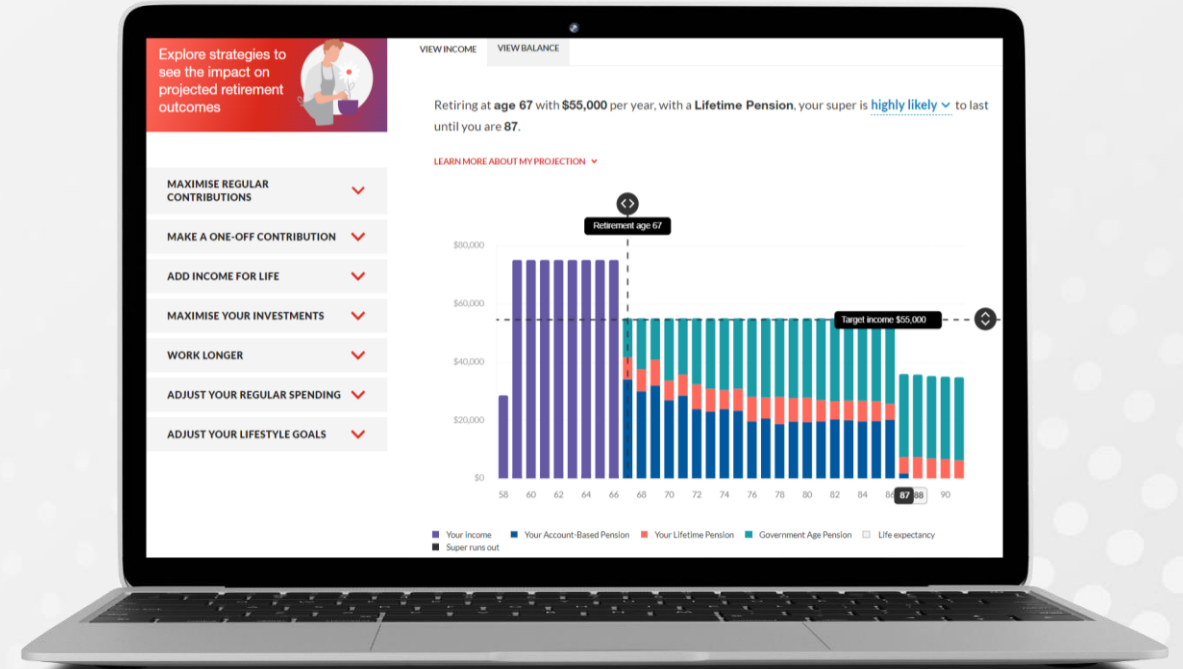 Explore strategies to
see the impact on
projected retirement
outcomes
MAXIMISE REGULAR
CONTRIBUTIONS
MAKE A ONE-OFF CONTRIBUTION
ADD INCOME FOR LIFE
MAXIMISE YOUR INVESTMENTS
WORK LONGER
ADJUST YOUR REGULAR SPENDING
ADJUST YOUR LIFESTYLE GOALS
VIEW INCOME VIEW BALANCE
Retiring at age 67 with $55,000 per year, with a Lifetime Pension, your super is highly likely to last
until you are 87.
LEARN MORE ABOUT MY PROJECTION
Retirement age 67
$80,000
$60,000
Target income $55,000
$40,000
$20,000
$0
58 60 62 64 66 68 70 72 74 76 78 80 82 84 87 88 90
Your Income Your Account-Based Pension Your Lifetime Pension Government Age Pension Life expectancy
Super runs out